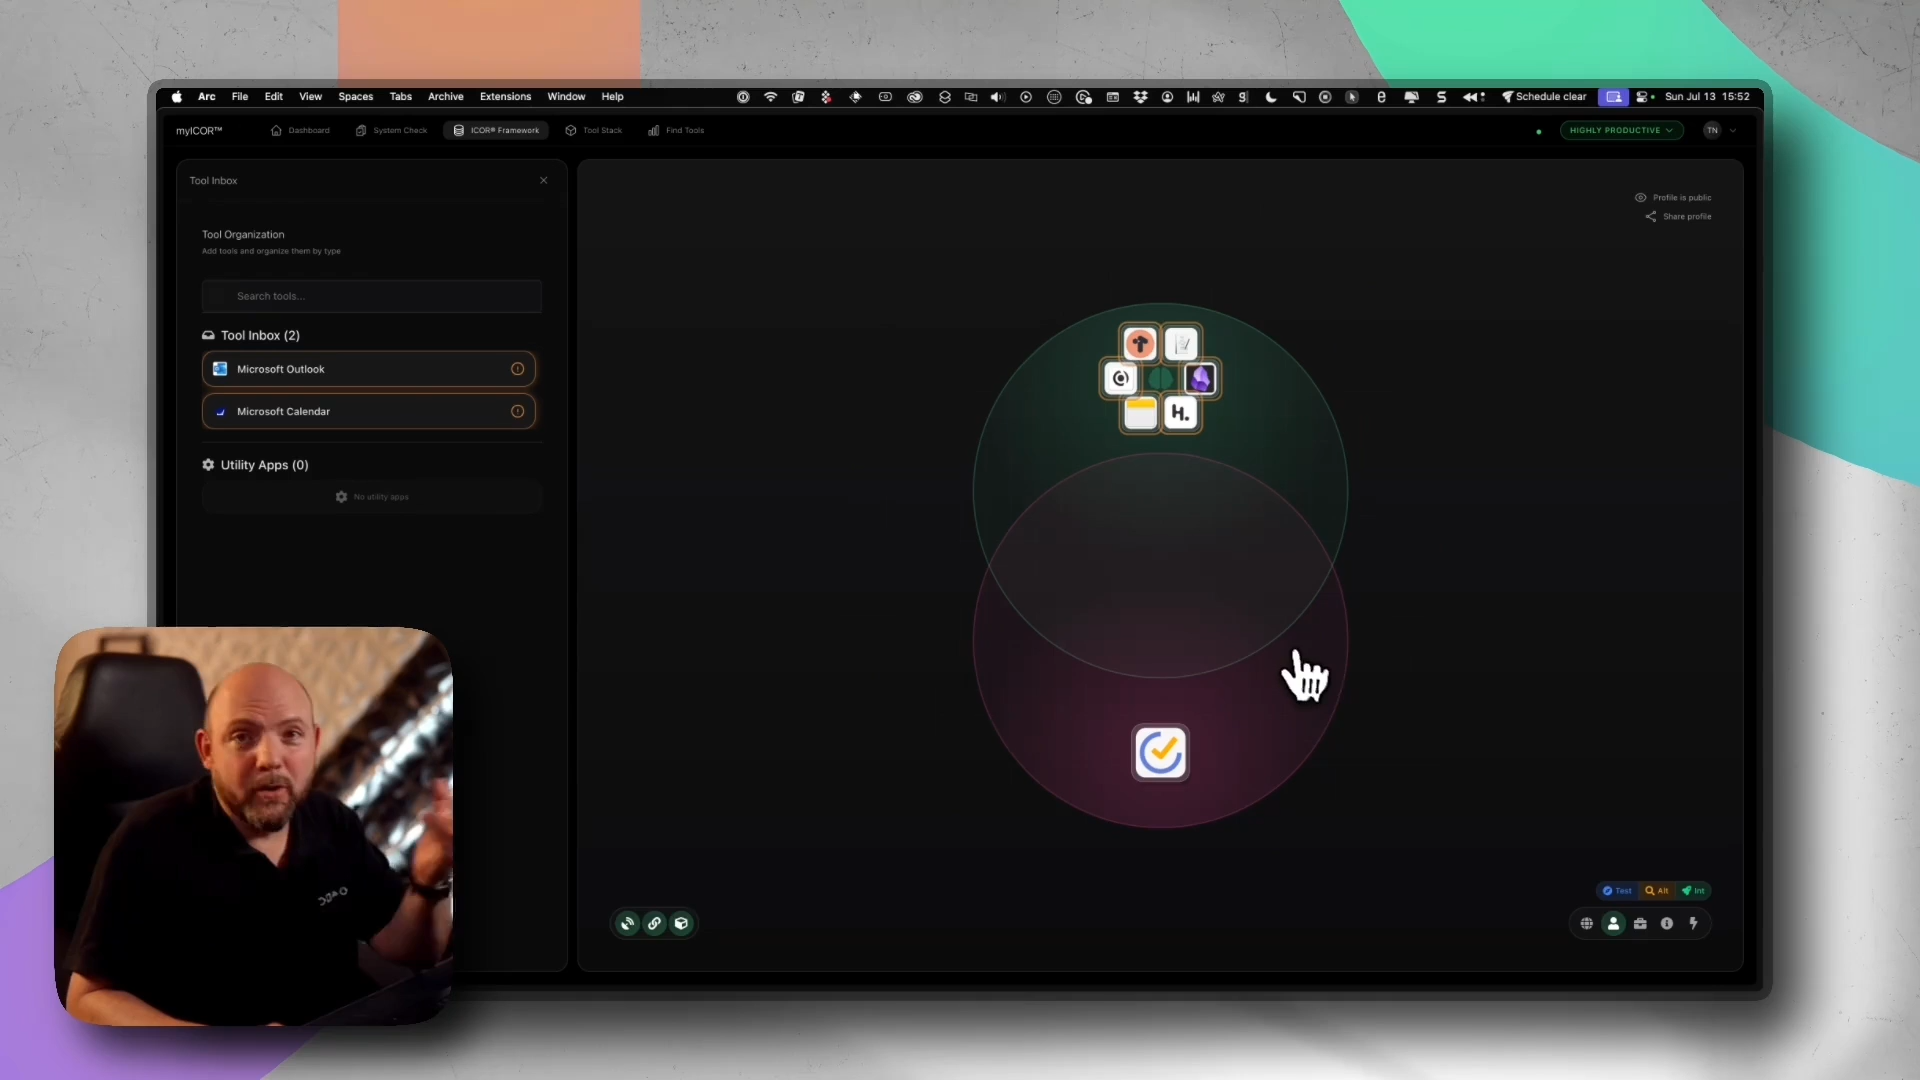 Arc File Edit View Spaces Tabs Archive Extensions Window Help
Schedule clear Sun Jul 13 15:52
myICOR™ Dashboard System Check ICOR® Framework Tool Stack Find Tools HIGHLY PRODUCTIVE TN
Tool Inbox
Profile is public
Share profile
Tool Organization
Add tools and organize them by type
Search tools...
Tool Inbox (2)
Microsoft Outlook
Microsoft Calendar
Utility Apps (0)
No utility apps
H.
Test Alt Int